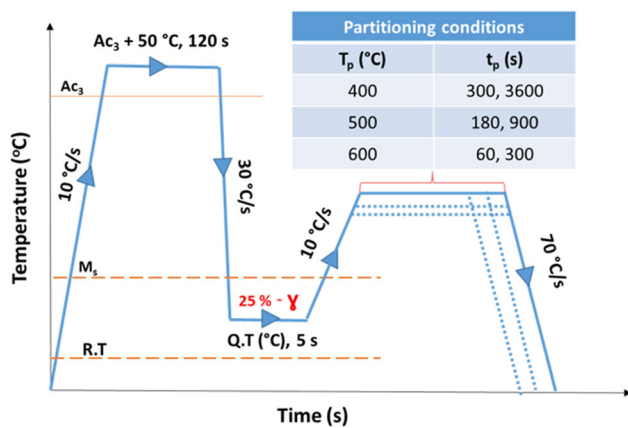 Ac3 + 50 °C, 120 s
Partitioning conditions
Tp (°C) tp (s)
400 300, 3600
500 180, 900
600 60, 300
Ac3
10 °C/s
30 °C/s
10 °C/s
70 °C/s
Ms
25 % ~ γ
Q.T (°C), 5 s
R.T
Temperature (°C)
Time (s)